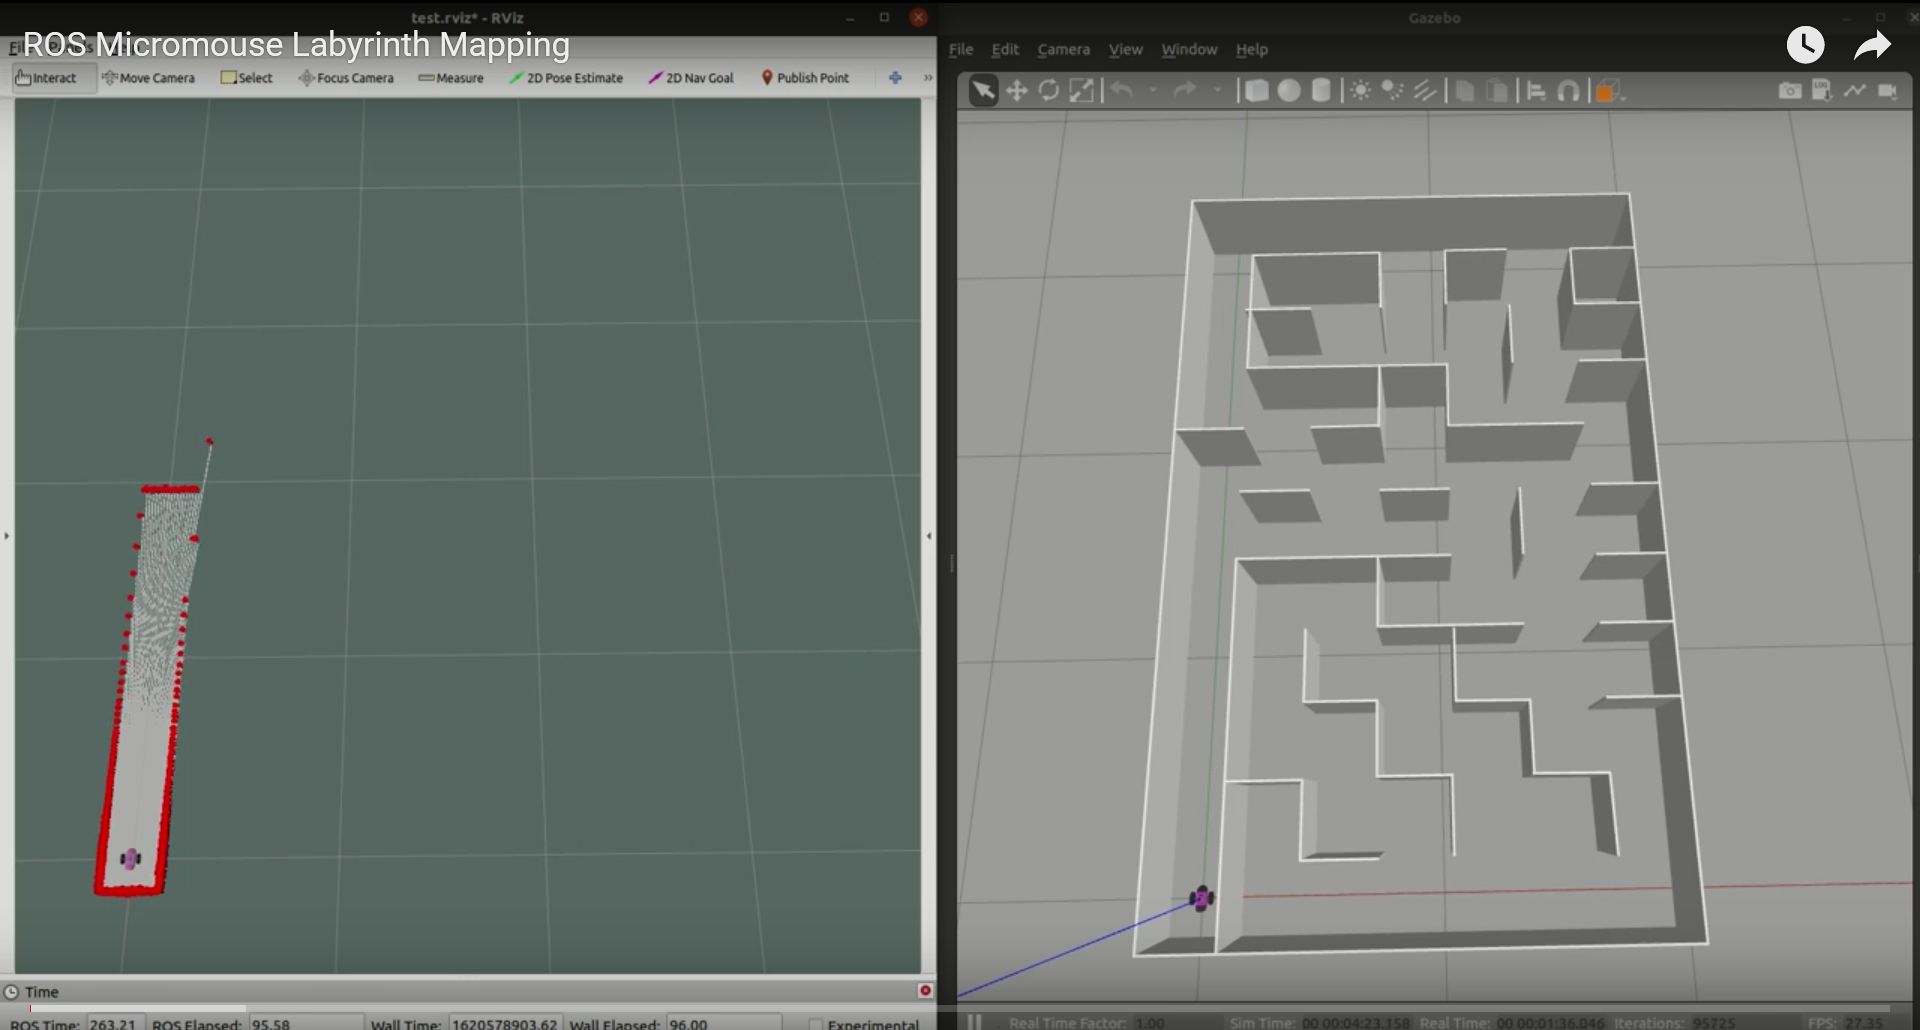 test.rviz* - RViz
ROS Micromouse Labyrinth Mapping
Interact Move Camera Select Focus Camera Measure 2D Pose Estimate 2D Nav Goal Publish Point
Time
ROS Time: 263.21 ROS Elapsed: 95.58 Wall Time: 1620578903.62 Wall Elapsed: 96.00 Experimental
Gazebo
File Edit Camera View Window Help
LOG
Real Time Factor: 1.00 Sim Time: 00 00:04:23.158 Real Time: 00 00:01:36.046 Iterations: 95725 FPS: 27.35